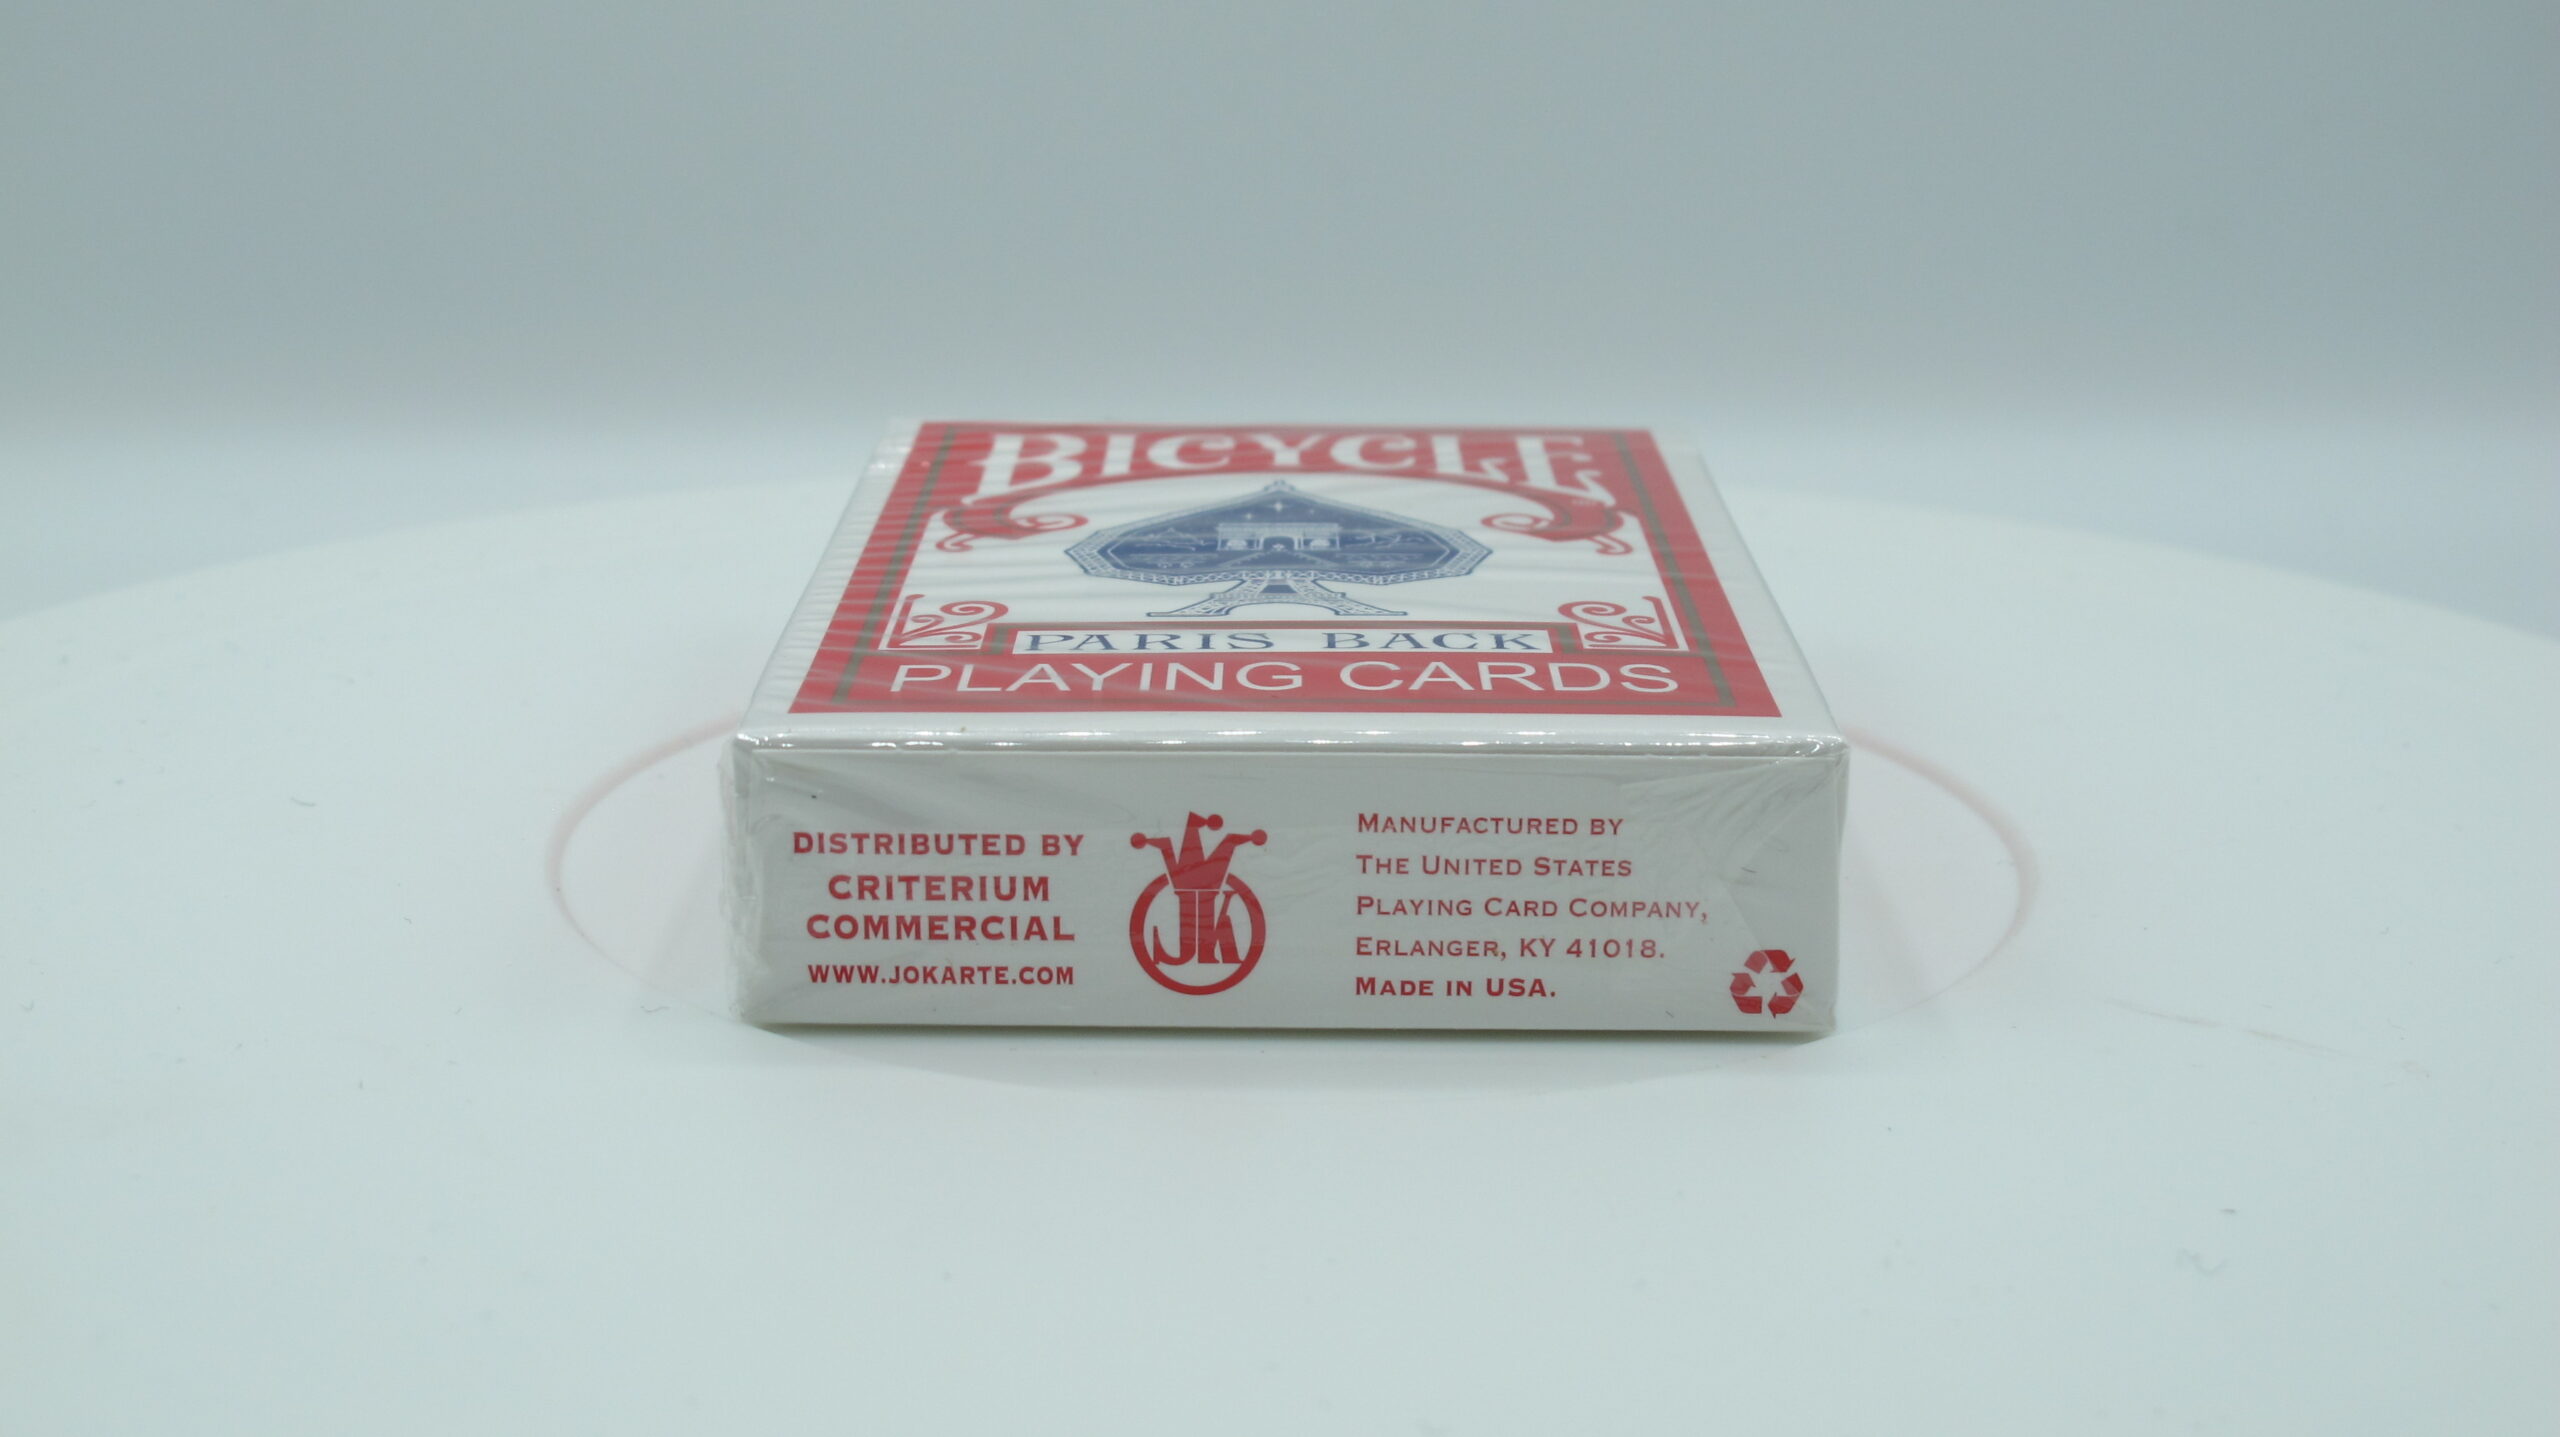 BICYCLE
PARIS BACK
PLAYING CARDS
DISTRIBUTED BY
CRITERIUM
COMMERCIAL
WWW.JOKARTE.COM
JK
MANUFACTURED BY
THE UNITED STATES
PLAYING CARD COMPANY,
ERLANGER, KY 41018.
MADE IN USA.